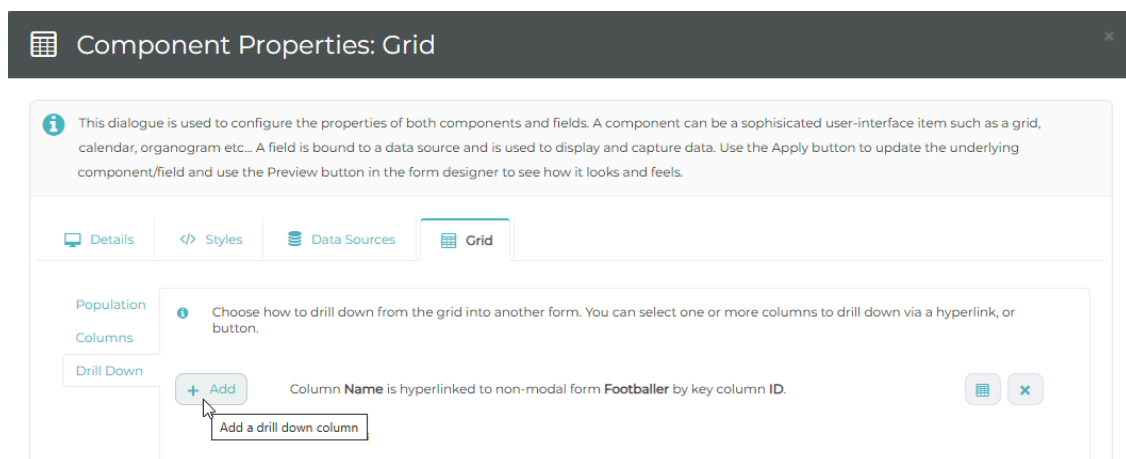 Component Properties: Grid
This dialogue is used to configure the properties of both components and fields. A component can be a sophisicated user-interface item such as a grid,
calendar, organogram etc... A field is bound to a data source and is used to display and capture data. Use the Apply button to update the underlying
component/field and use the Preview button in the form designer to see how it looks and feels.
Details
</> Styles
Data Sources
Grid
Population
Columns
Drill Down
Choose how to drill down from the grid into another form. You can select one or more columns to drill down via a hyperlink, or
button.
+ Add
Column Name is hyperlinked to non-modal form Footballer by key column ID.
Add a drill down column